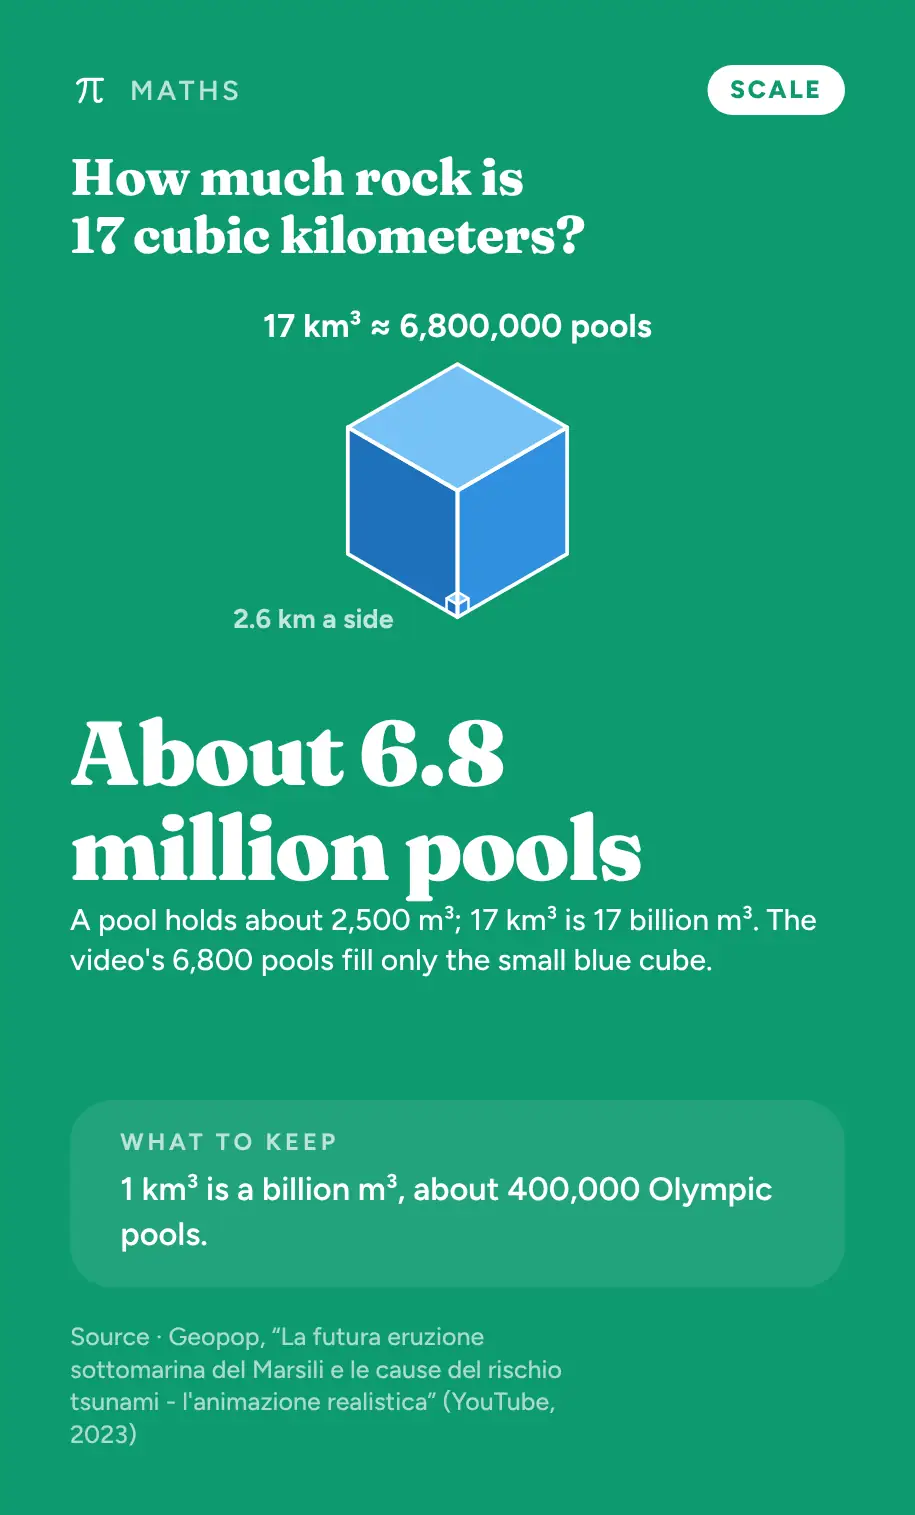 π MATHS
SCALE
How much rock is
17 cubic kilometers?
17 km³ ≈ 6,800,000 pools
2.6 km a side
About 6.8
million pools
A pool holds about 2,500 m³; 17 km³ is 17 billion m³. The
video's 6,800 pools fill only the small blue cube.
WHAT TO KEEP
1 km³ is a billion m³, about 400,000 Olympic
pools.
Source · Geopop, “La futura eruzione
sottomarina del Marsili e le cause del rischio
tsunami - l'animazione realistica” (YouTube,
2023)